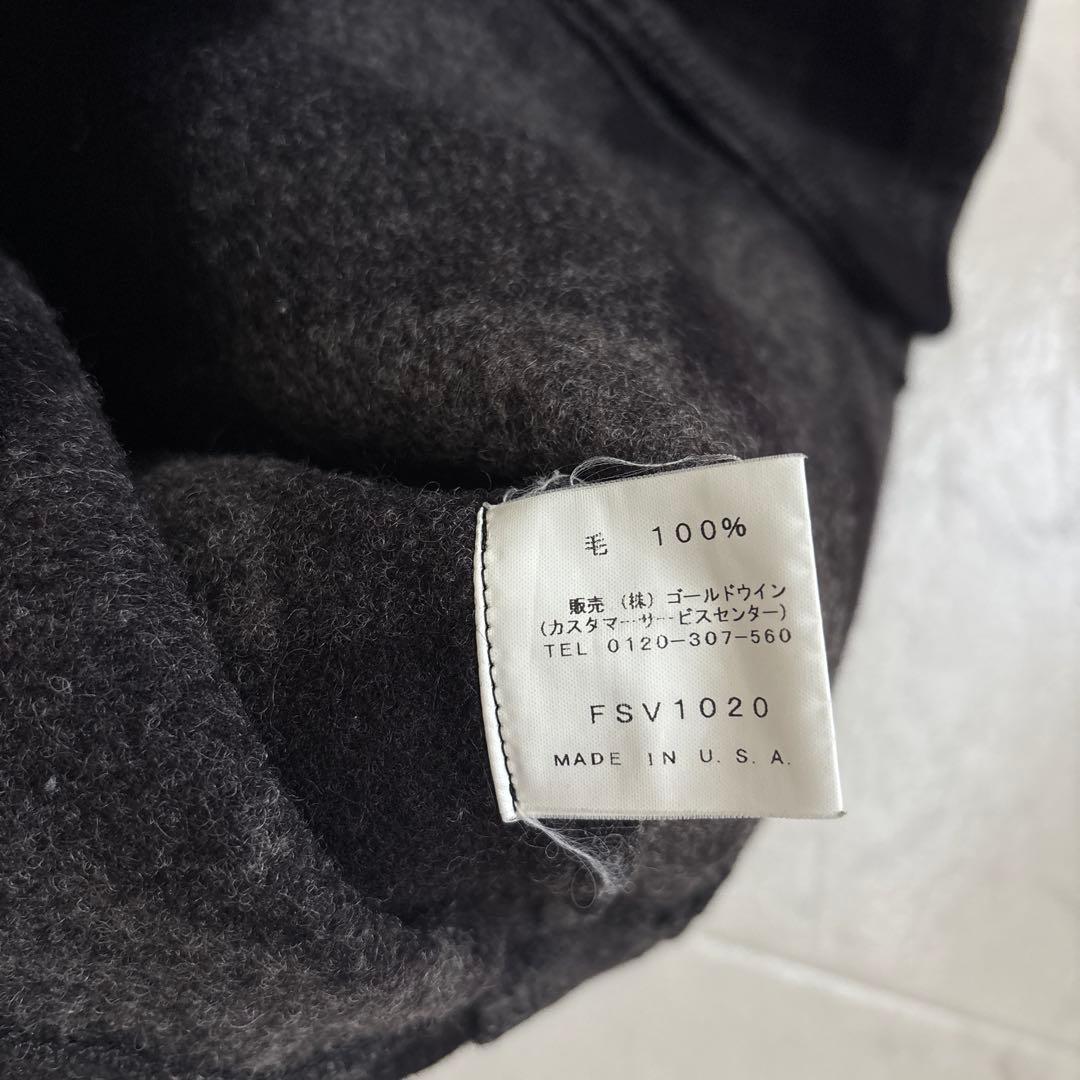 毛 100%
販売 (株) ゴールドウイン
(カスタマーサービスセンター)
TEL 0120-307-560
FSV1020
MADE IN U.S.A.